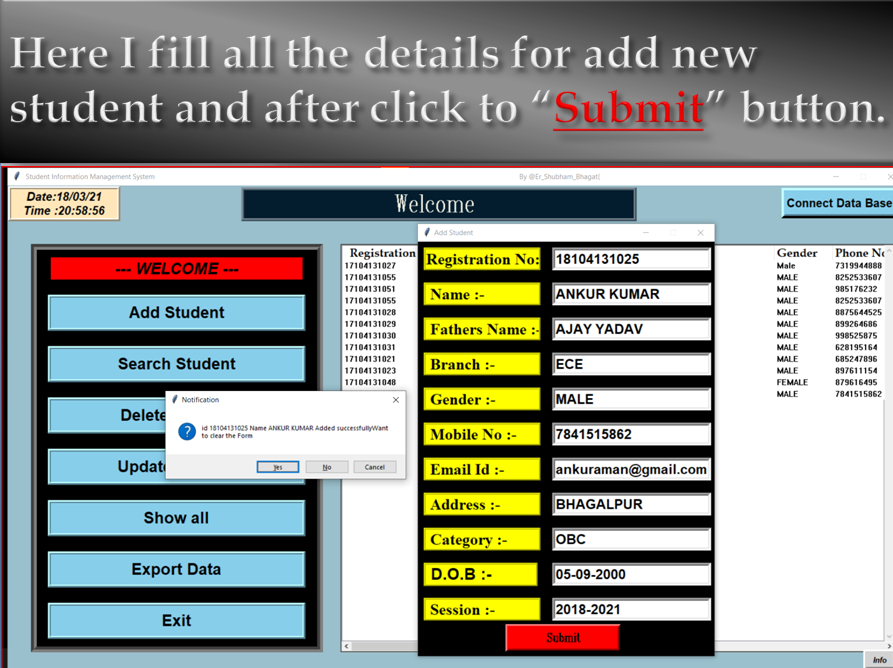 Here I fill all the details for add new
student and after click to “Submit” button.
Student Information Management System
By @Er_Shubham_Bhagat(
Date:18/03/21
Time :20:58:56
Welcome
Connect Data Base
--- WELCOME ---
Add Student
Search Student
Delete
Updat
Show all
Export Data
Exit
Registration
17104131027
17104131055
17104131051
17104131055
17104131028
17104131029
17104131030
17104131031
17104131021
17104131023
17104131048
Notification
id 18104131025 Name ANKUR KUMAR Added successfullyWant
to clear the Form
Yes No Cancel
Add Student
Registration No: 18104131025
Name :- ANKUR KUMAR
Fathers Name :- AJAY YADAV
Branch :- ECE
Gender :- MALE
Mobile No :- 7841515862
Email Id :- ankuraman@gmail.com
Address :- BHAGALPUR
Category :- OBC
D.O.B :- 05-09-2000
Session :- 2018-2021
Submit
Gender Phone No
Male 7319944888
MALE 8252533607
MALE 985176232
MALE 8252533607
MALE 8875644525
MALE 899264686
MALE 998525875
MALE 628195164
MALE 685247896
MALE 897611154
FEMALE 879616495
MALE 7841515862
Info